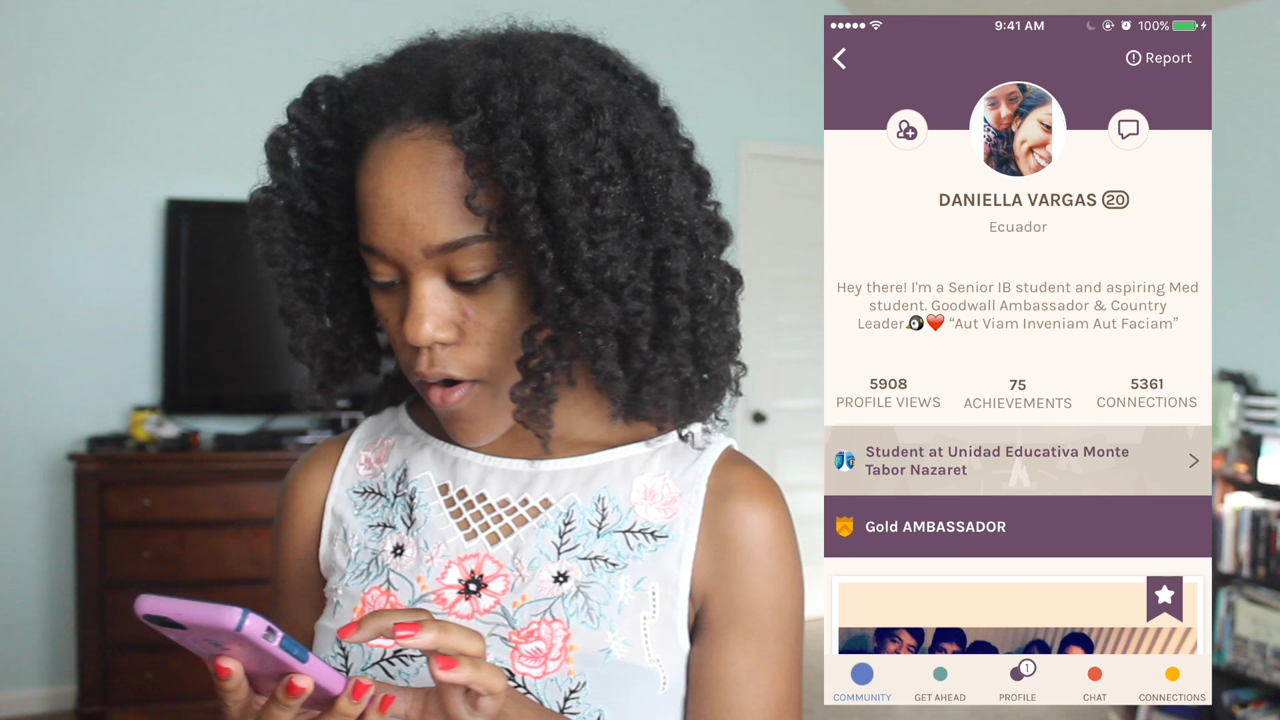 9:41 AM
100%
Report
DANIELLA VARGAS 20
Ecuador
Hey there! I'm a Senior IB student and aspiring Med
student. Goodwall Ambassador & Country
Leader🐧❤️ “Aut Viam Inveniam Aut Faciam”
5908 75 5361
PROFILE VIEWS ACHIEVEMENTS CONNECTIONS
Student at Unidad Educativa Monte
Tabor Nazaret
Gold AMBASSADOR
1
COMMUNITY GET AHEAD PROFILE CHAT CONNECTIONS